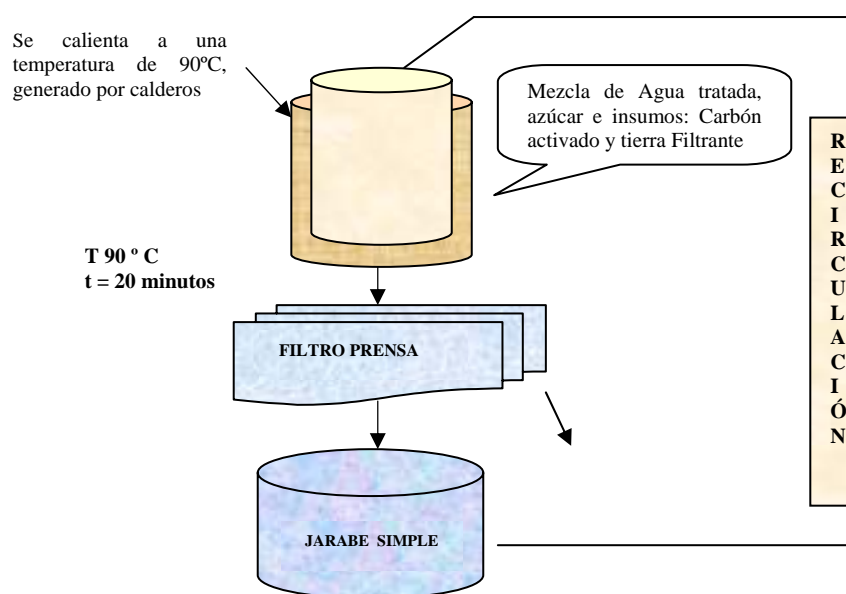 Se calienta a una
temperatura de 90ºC,
generado por calderos
Mezcla de Agua tratada,
azúcar e insumos: Carbón
activado y tierra Filtrante
R
E
C
I
R
C
U
L
A
C
I
Ó
N
T 90 º C
t = 20 minutos
FILTRO PRENSA
JARABE SIMPLE